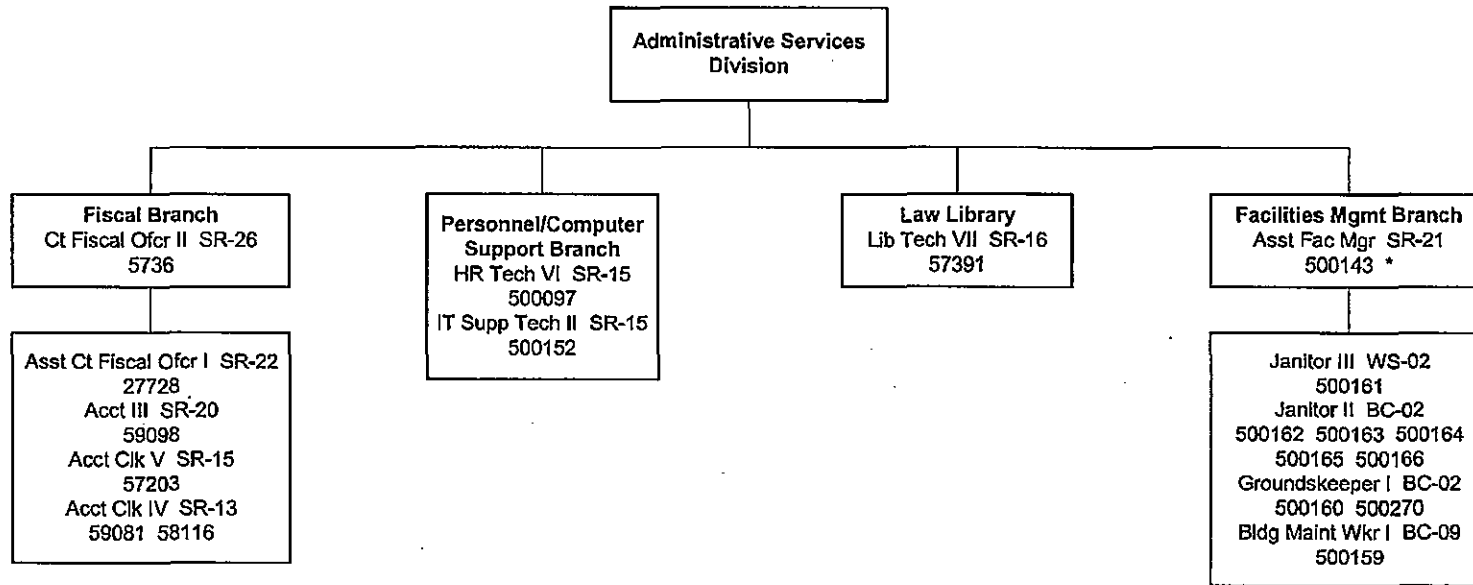 Administrative Services
Division
Fiscal Branch
Ct Fiscal Ofcr II SR-26
5736
Personnel/Computer
Support Branch
HR Tech VI SR-15
500097
IT Supp Tech II SR-15
500152
Law Library
Lib Tech VII SR-16
57391
Facilities Mgmt Branch
Asst Fac Mgr SR-21
500143 *
Asst Ct Fiscal Ofcr I SR-22
27728
Acct III SR-20
59098
Acct Clk V SR-15
57203
Acct Clk IV SR-13
59081 58116
Janitor III WS-02
500161
Janitor II BC-02
500162 500163 500164
500165 500166
Groundskeeper I BC-02
500160 500270
Bldg Maint Wkr I BC-09
500159